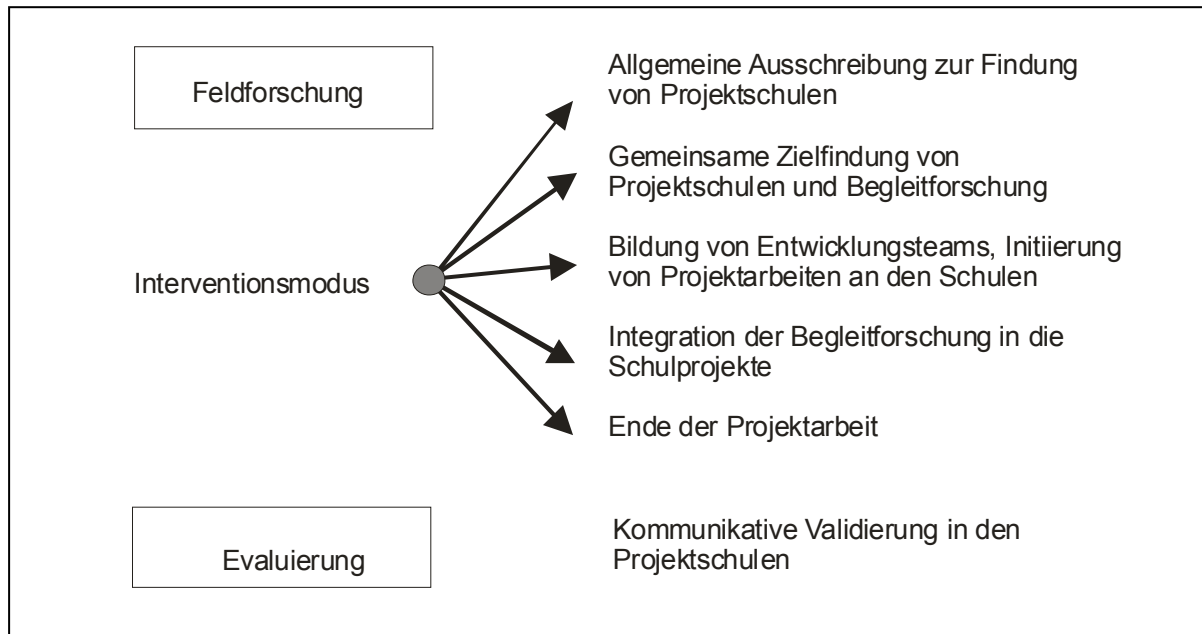 Feldforschung
Allgemeine Ausschreibung zur Findung
von Projektschulen
Gemeinsame Zielfindung von
Projektschulen und Begleitforschung
Interventionsmodus
Bildung von Entwicklungsteams, Initiierung
von Projektarbeiten an den Schulen
Integration der Begleitforschung in die
Schulprojekte
Ende der Projektarbeit
Evaluierung
Kommunikative Validierung in den
Projektschulen